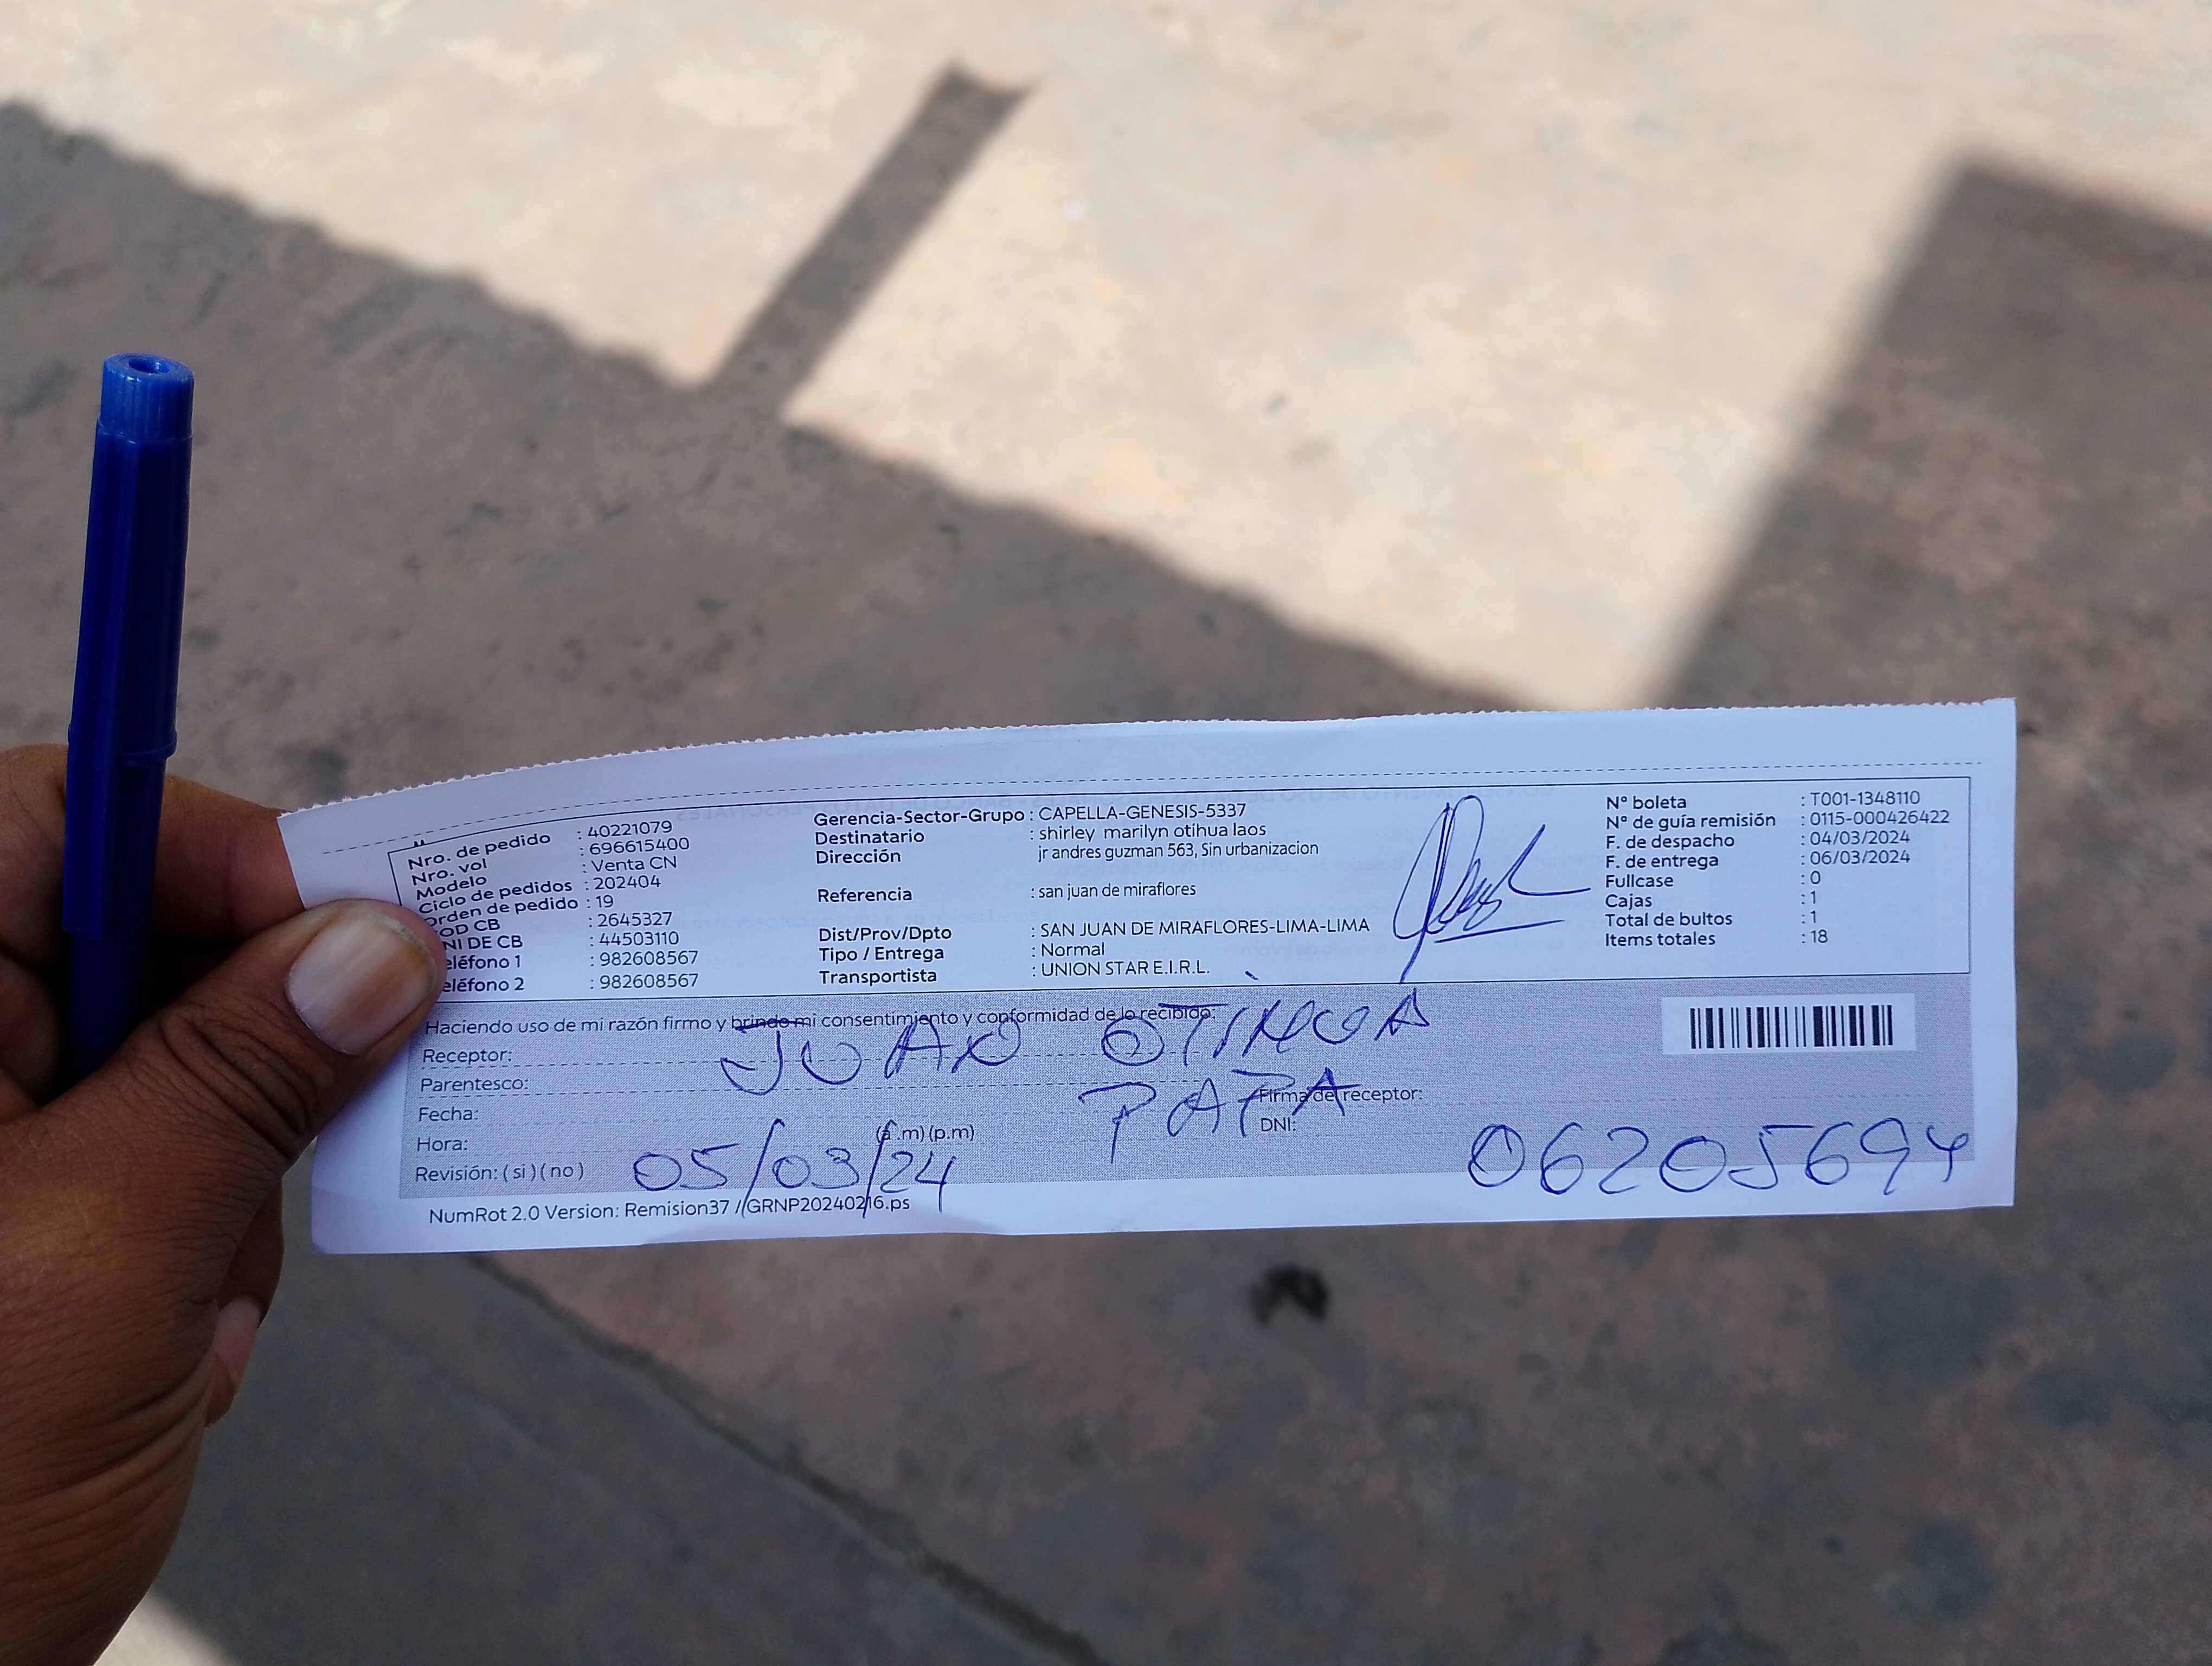 Nro. de pedido : 40221079
Nro. vol : 696615400
Modelo : Venta CN
Ciclo de pedidos : 202404
Orden de pedido : 19
OD CB : 2645327
NI DE CB : 44503110
eléfono 1 : 982608567
eléfono 2 : 982608567
Gerencia-Sector-Grupo : CAPELLA-GENESIS-5337
Destinatario : shirley marilyn otihua laos
Dirección jr andres guzman 563, Sin urbanizacion
Referencia : san juan de miraflores
Dist/Prov/Dpto : SAN JUAN DE MIRAFLORES-LIMA-LIMA
Tipo / Entrega : Normal
Transportista : UNION STAR E.I.R.L.
Nº boleta : T001-1348110
Nº de guía remisión : 0115-000426422
F. de despacho : 04/03/2024
F. de entrega : 06/03/2024
Fullcase : 0
Cajas : 1
Total de bultos : 1
Items totales : 18
Haciendo uso de mi razón firmo y brindo mi consentimiento y conformidad de lo recibido:
Receptor: JUAN OTIHUA
Parentesco: PAPA
Firma del receptor:
Fecha: 05/03/24
DNI: 06205694
Hora: (a.m) (p.m)
Revisión: ( si ) ( no )
NumRot 2.0 Version: Remision37 / GRNP20240216.ps